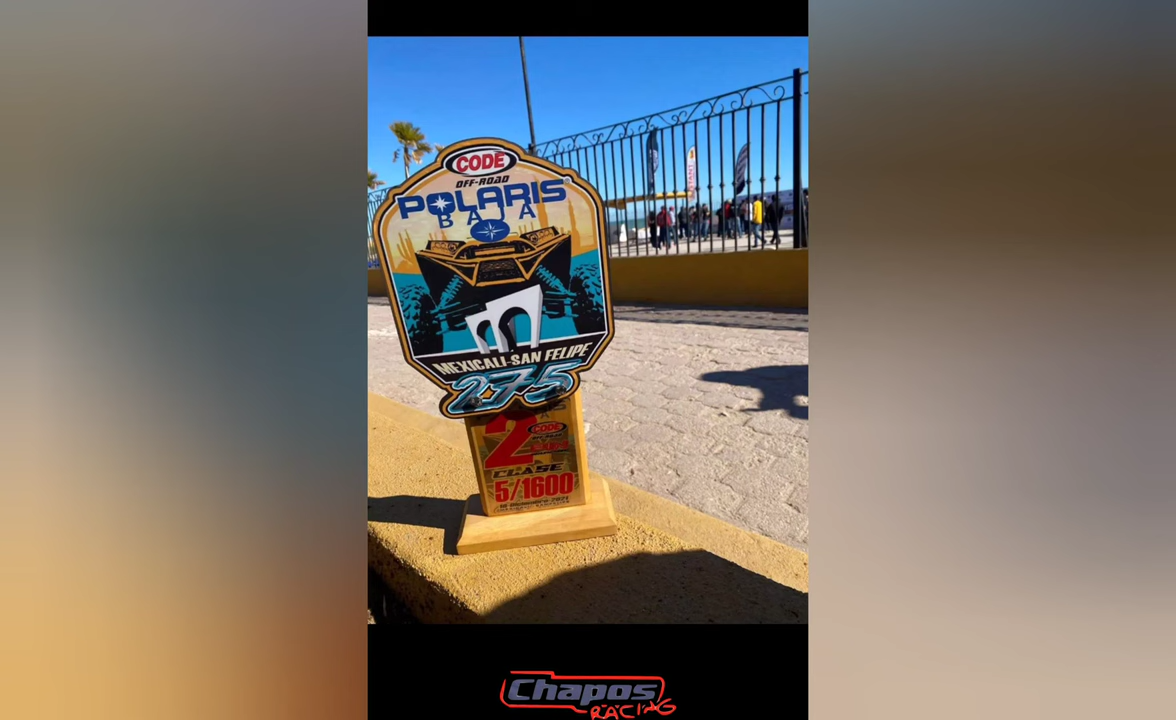 CODE
OFF-ROAD
POLARIS
BAJA
MEXICALI-SAN FELIPE
275
2
CODE
CLASE
5/1600
Chapos
RACING